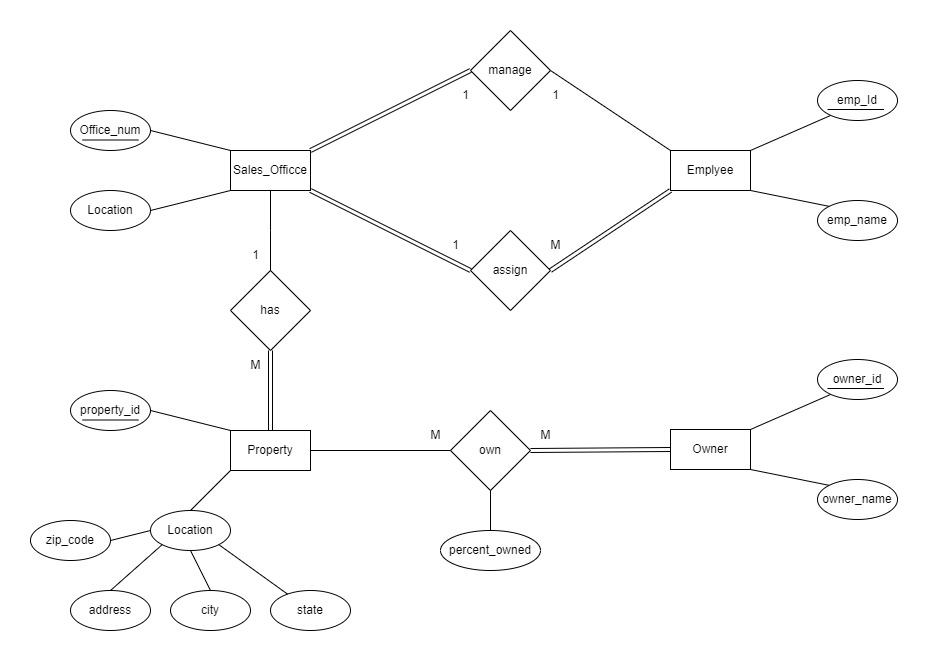 manage
1
1
emp_Id
Office_num
Sales_Officce
Emplyee
Location
emp_name
1
M
assign
1
has
M
owner_id
property_id
M
M
Property
own
Owner
owner_name
Location
zip_code
percent_owned
address
city
state